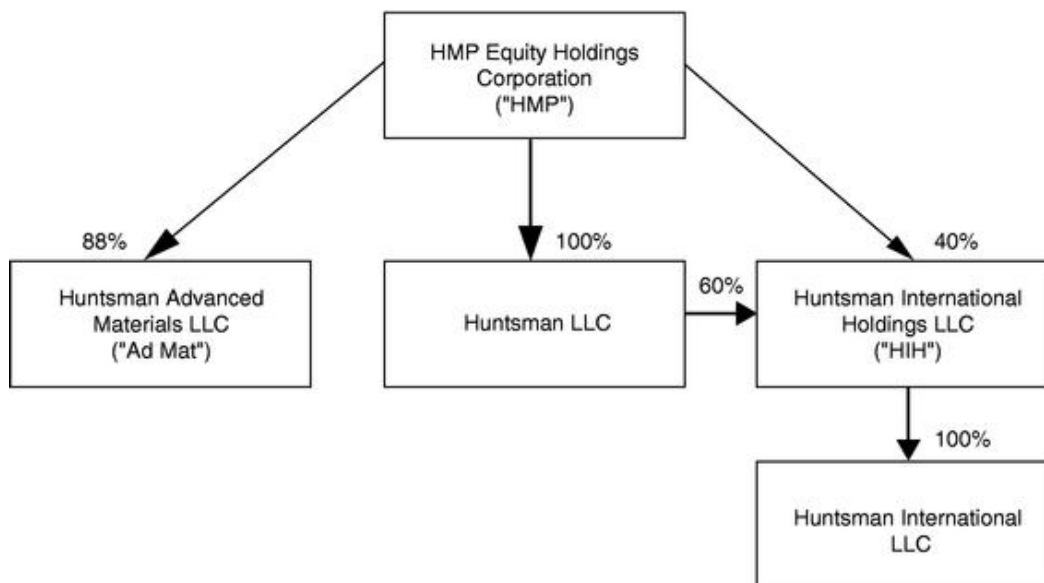 HMP Equity Holdings
Corporation
("HMP")
88%
100%
40%
Huntsman Advanced
Materials LLC
("Ad Mat")
Huntsman LLC
60%
Huntsman International
Holdings LLC
("HIH")
100%
Huntsman International
LLC